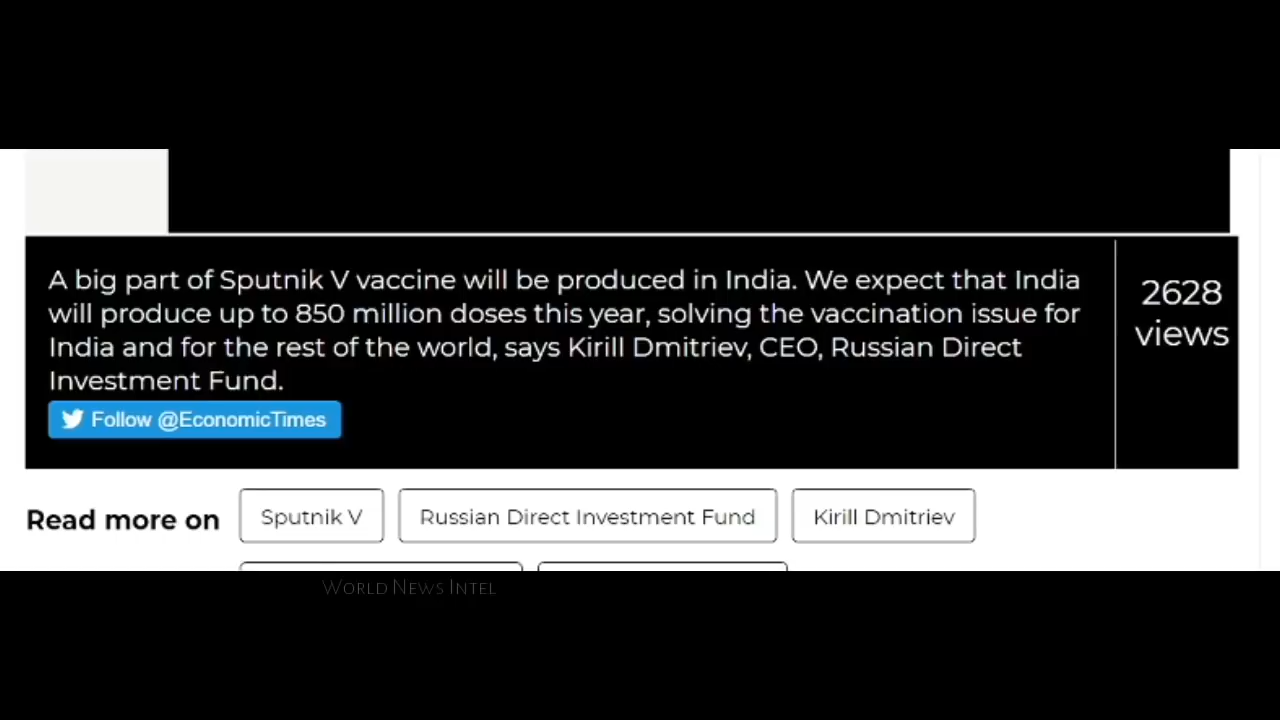 A big part of Sputnik V vaccine will be produced in India. We expect that India
will produce up to 850 million doses this year, solving the vaccination issue for
India and for the rest of the world, says Kirill Dmitriev, CEO, Russian Direct
Investment Fund.
Follow @EconomicTimes
2628
views
Read more on
Sputnik V
Russian Direct Investment Fund
Kirill Dmitriev
World News Intel